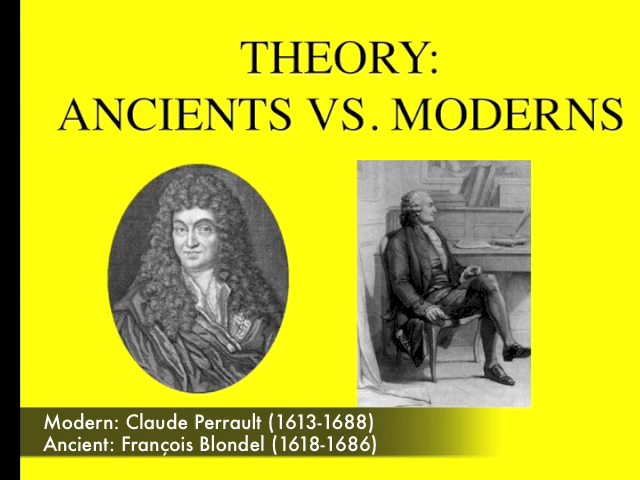 THEORY:
ANCIENTS VS. MODERNS
Modern: Claude Perrault (1613-1688)
Ancient: François Blondel (1618-1686)